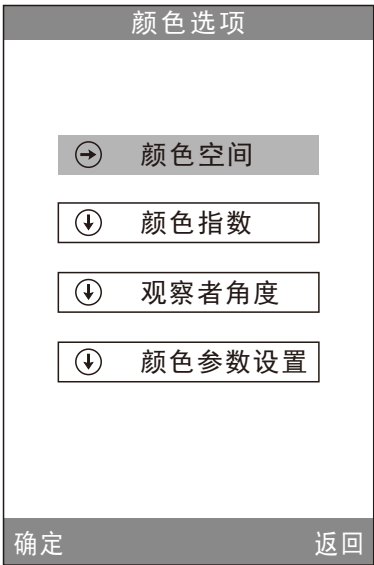 颜色选项
颜色空间
颜色指数
观察者角度
颜色参数设置
确定 返回